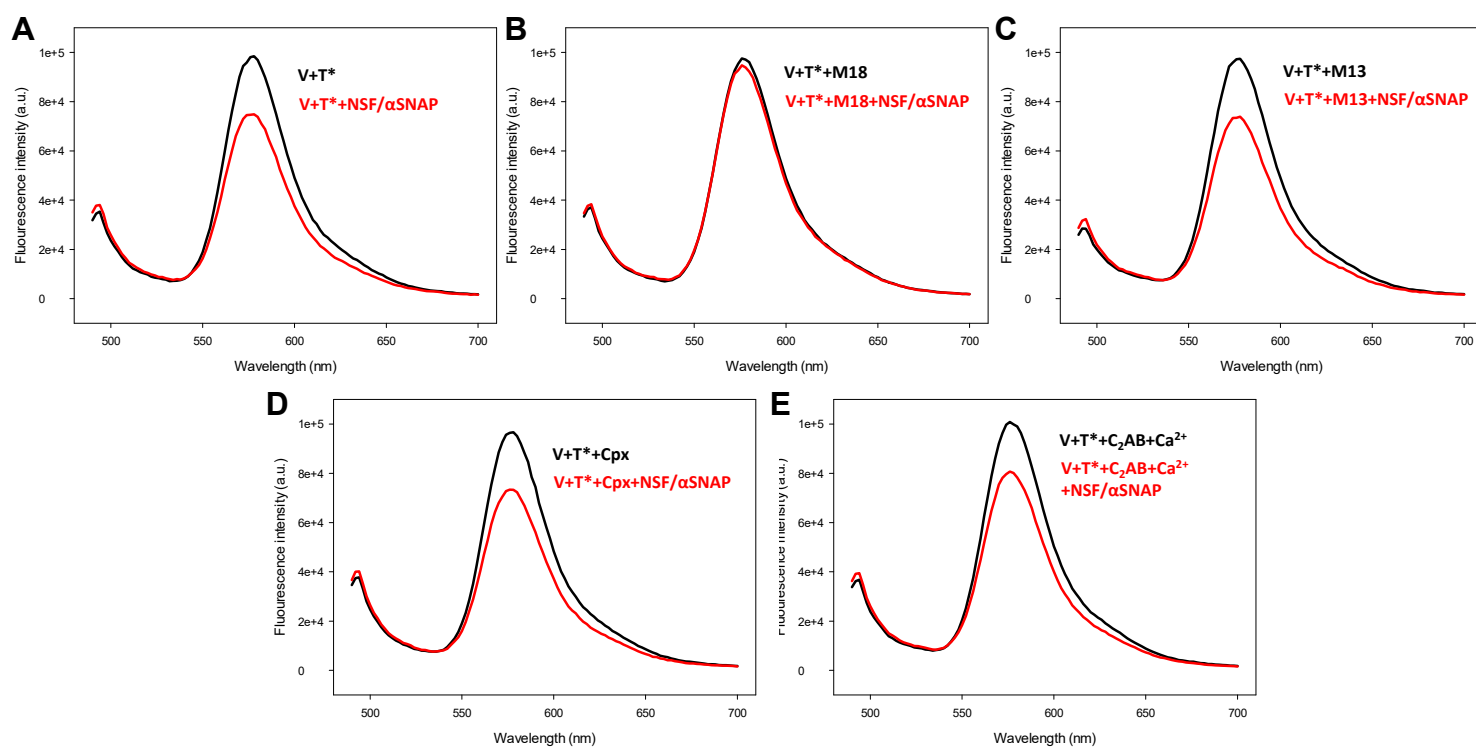 A
Fluuorescence intensity (a.u.)
1e+5
8e+4
6e+4
4e+4
2e+4
0
V+T*
V+T*+NSF/αSNAP
500 550 600 650 700
Wavelength (nm)
B
Fluuorescence intensity (a.u.)
1e+5
8e+4
6e+4
4e+4
2e+4
0
V+T*+M18
V+T*+M18+NSF/αSNAP
500 550 600 650 700
Wavelength (nm)
C
Fluuorescence intensity (a.u.)
1e+5
8e+4
6e+4
4e+4
2e+4
0
V+T*+M13
V+T*+M13+NSF/αSNAP
500 550 600 650 700
Wavelength (nm)
D
Fluuorescence intensity (a.u.)
1e+5
8e+4
6e+4
4e+4
2e+4
0
V+T*+Cpx
V+T*+Cpx+NSF/αSNAP
500 550 600 650 700
Wavelength (nm)
E
Fluuorescence intensity (a.u.)
1e+5
8e+4
6e+4
4e+4
2e+4
0
V+T*+C₂AB+Ca²⁺
V+T*+C₂AB+Ca²⁺
+NSF/αSNAP
500 550 600 650 700
Wavelength (nm)